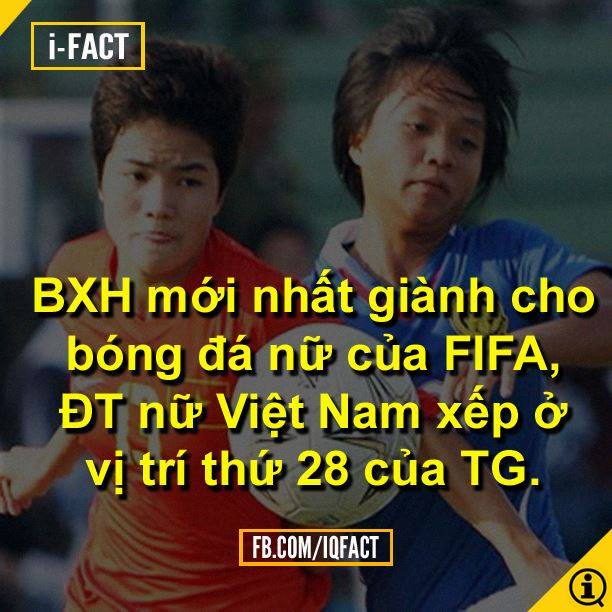 i-FACT
BXH mới nhất giành cho
bóng đá nữ của FIFA,
ĐT nữ Việt Nam xếp ở
vị trí thứ 28 của TG.
FB.COM/IQFACT